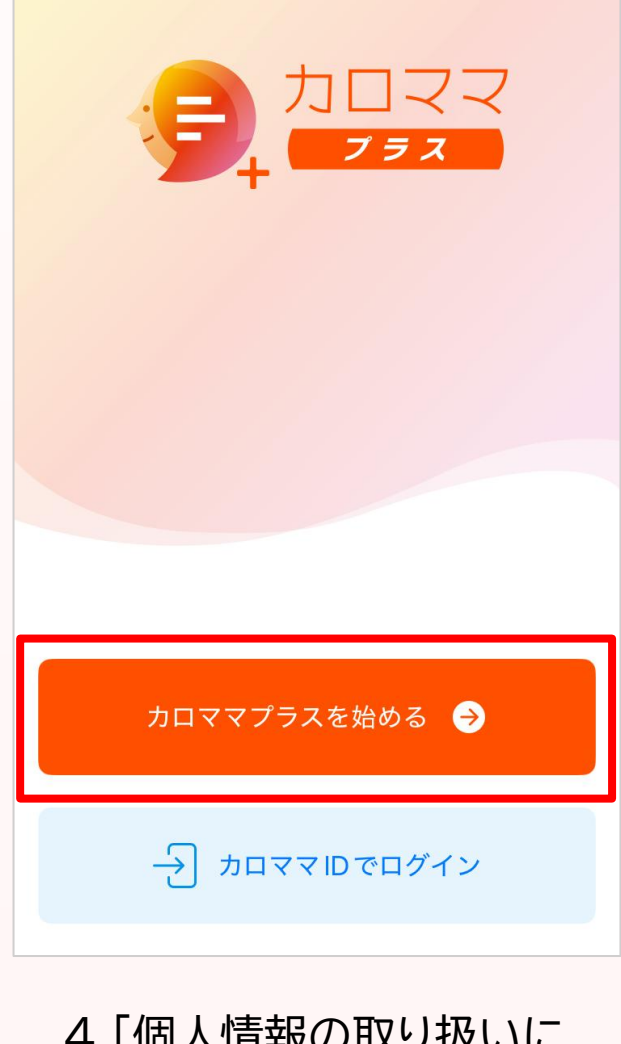 カロママ
プラス
カロママプラスを始める
カロママIDでログイン
4「個人情報の取り扱いに